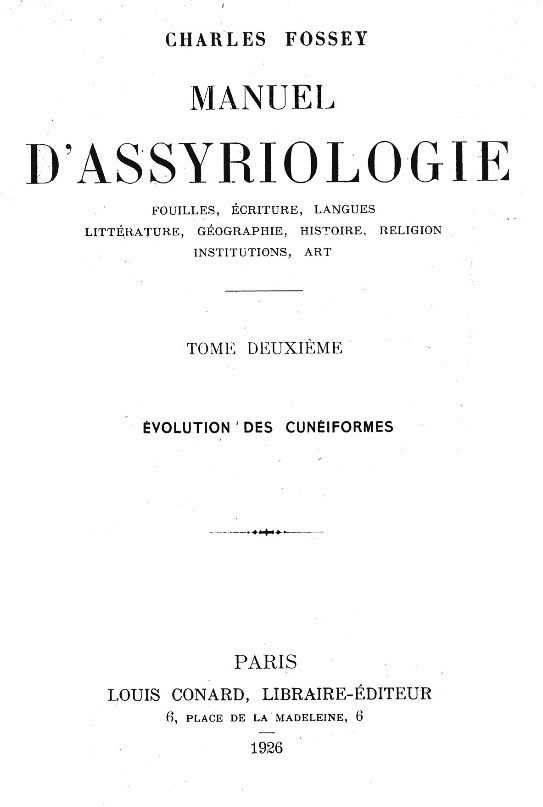 CHARLES FOSSEY
MANUEL
D'ASSYRIOLOGIE
FOUILLES, ÉCRITURE, LANGUES
LITTÉRATURE, GÉOGRAPHIE, HISTOIRE, RELIGION
INSTITUTIONS, ART
TOME DEUXIÈME
ÉVOLUTION DES CUNÉIFORMES
PARIS
LOUIS CONARD, LIBRAIRE-ÉDITEUR
6, PLACE DE LA MADELEINE, 6
1926